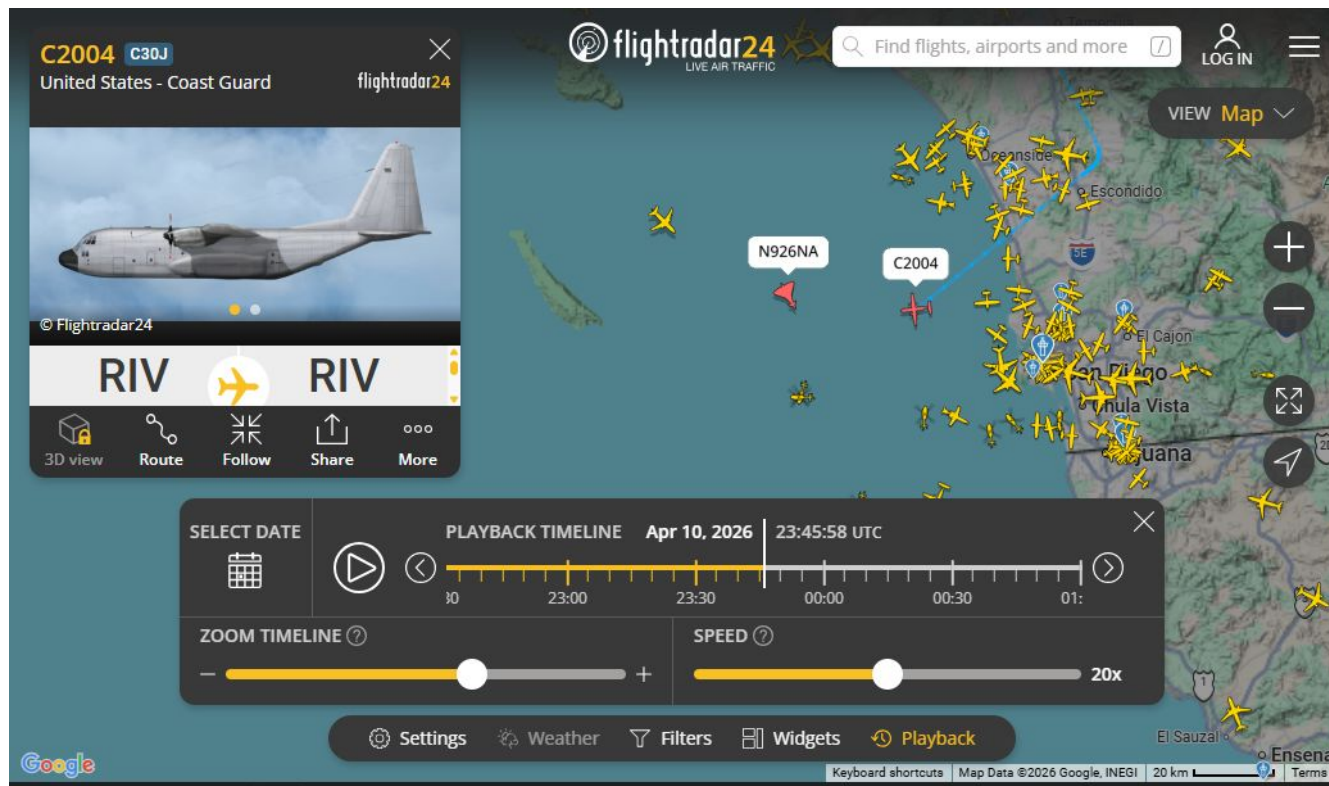 C2004 C30J
United States - Coast Guard
flightradar24
© Flightradar24
RIV RIV
3D view Route Follow Share More
flightradar24
LIVE AIR TRAFFIC
Find flights, airports and more /
LOG IN
VIEW Map
Oceanside
Escondido
5E
N926NA
C2004
El Cajon
San Diego
Chula Vista
El Sauzal
SELECT DATE
PLAYBACK TIMELINE Apr 10, 2026 23:45:58 UTC
30 23:00 23:30 00:00 00:30 01:
ZOOM TIMELINE ?
− +
SPEED ?
20x
1
Settings Weather Filters Widgets Playback
Google
Ensena
Keyboard shortcuts Map Data ©2026 Google, INEGI 20 km Terms